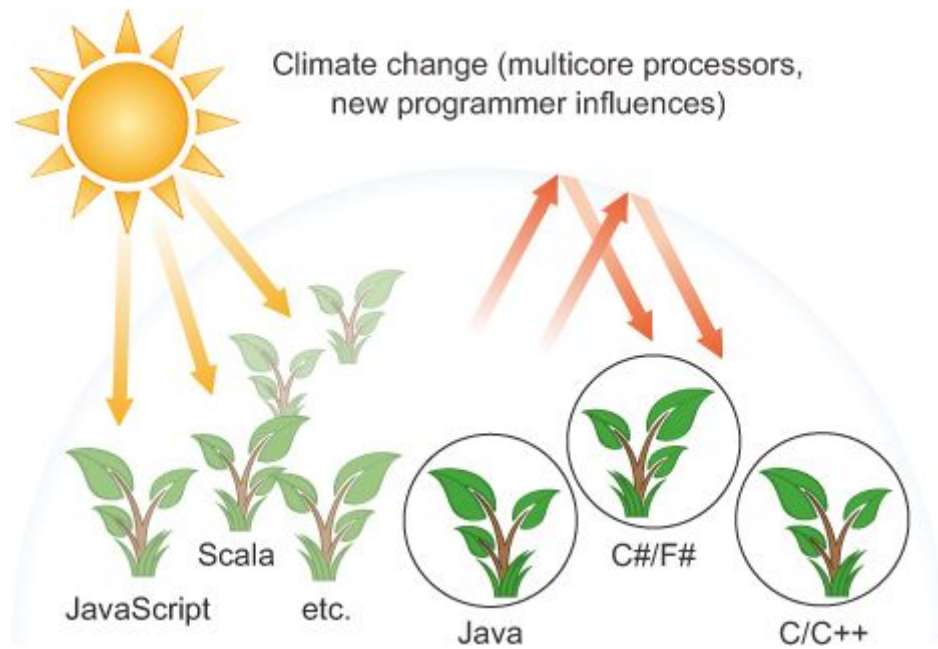 Climate change (multicore processors,
new programmer influences)
Scala
C#/F#
JavaScript
etc.
Java
C/C++